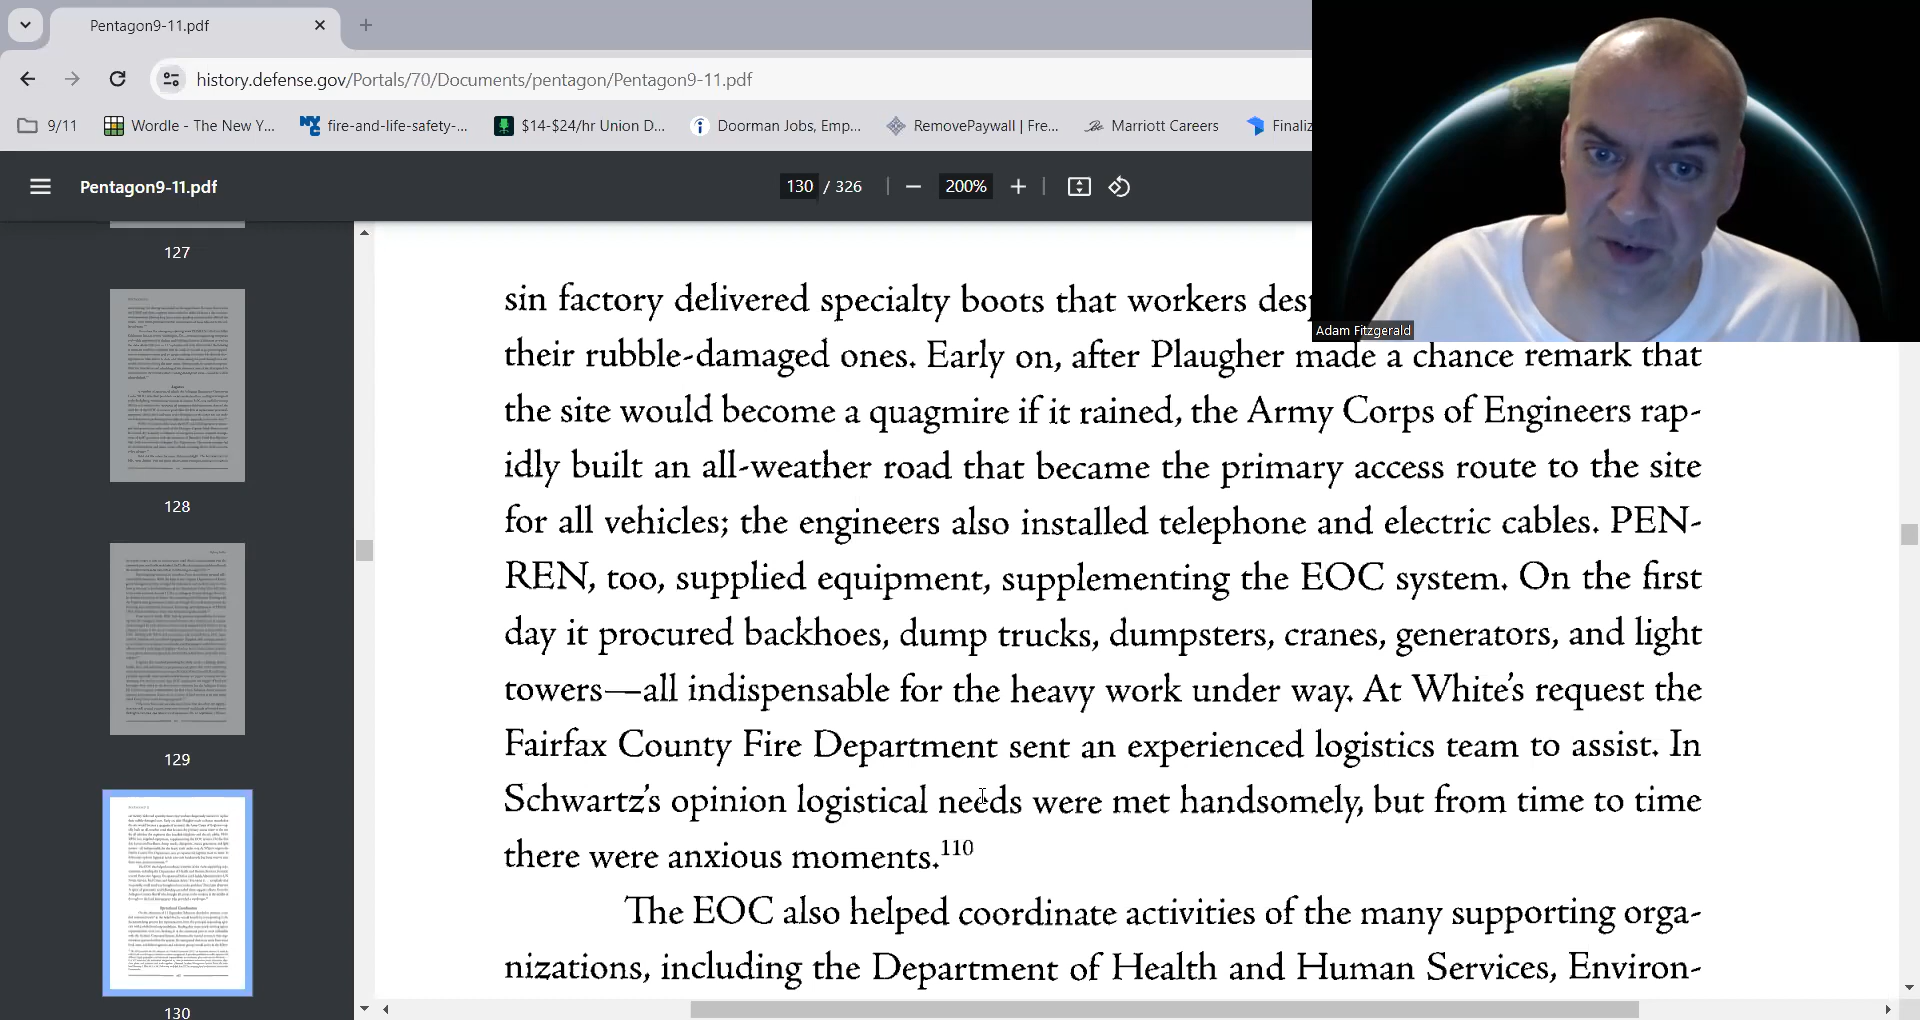 Pentagon9-11.pdf
history.defense.gov/Portals/70/Documents/pentagon/Pentagon9-11.pdf
9/11
Wordle - The New Y...
fire-and-life-safety-...
$14-$24/hr Union D...
Doorman Jobs, Emp...
RemovePaywall | Fre...
Marriott Careers
Finaliz
Pentagon9-11.pdf
130 / 326
200%
127
128
129
130
Adam Fitzgerald
sin factory delivered specialty boots that workers desp
their rubble-damaged ones. Early on, after Plaugher made a chance remark that
the site would become a quagmire if it rained, the Army Corps of Engineers rap-
idly built an all-weather road that became the primary access route to the site
for all vehicles; the engineers also installed telephone and electric cables. PEN-
REN, too, supplied equipment, supplementing the EOC system. On the first
day it procured backhoes, dump trucks, dumpsters, cranes, generators, and light
towers—all indispensable for the heavy work under way. At White's request the
Fairfax County Fire Department sent an experienced logistics team to assist. In
Schwartz's opinion logistical needs were met handsomely, but from time to time
there were anxious moments.110
The EOC also helped coordinate activities of the many supporting orga-
nizations, including the Department of Health and Human Services, Environ-